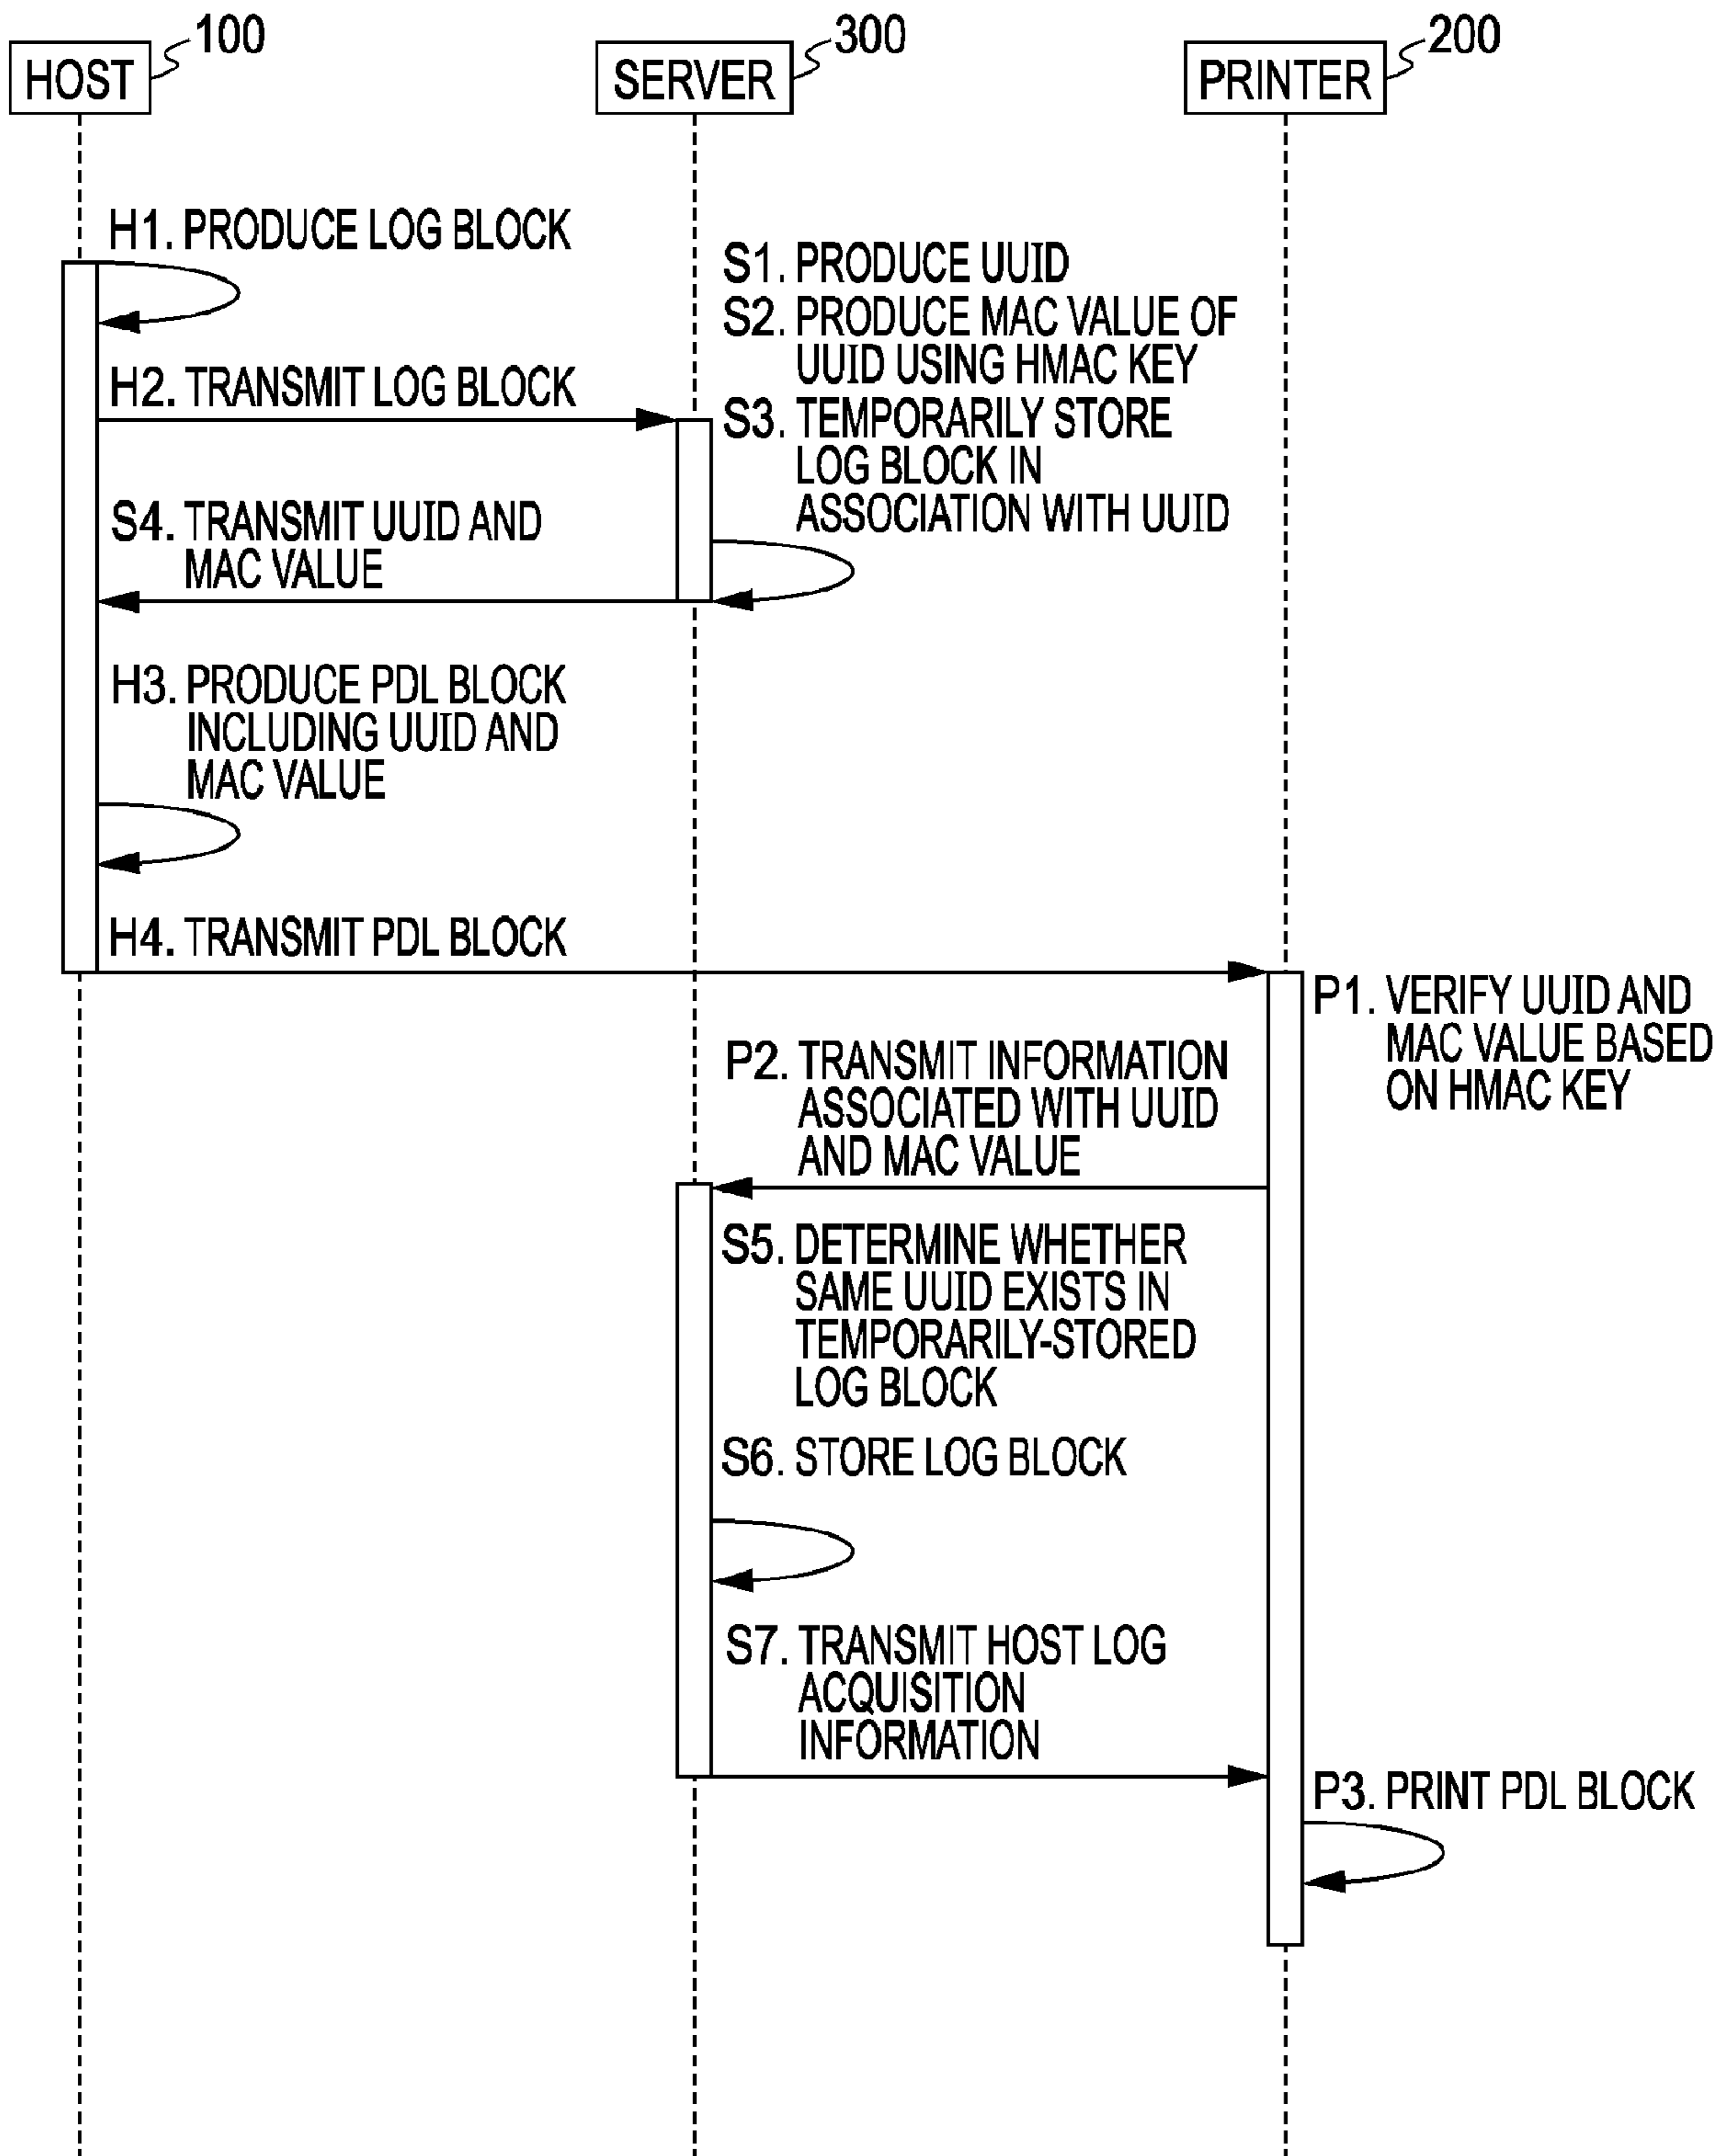 100
300
200
HOST
SERVER
PRINTER
H1. PRODUCE LOG BLOCK
S1. PRODUCE UUID
S2. PRODUCE MAC VALUE OF
UUID USING HMAC KEY
H2. TRANSMIT LOG BLOCK
S3. TEMPORARILY STORE
LOG BLOCK IN
ASSOCIATION WITH UUID
S4. TRANSMIT UUID AND
MAC VALUE
H3. PRODUCE PDL BLOCK
INCLUDING UUID AND
MAC VALUE
H4. TRANSMIT PDL BLOCK
P1. VERIFY UUID AND
MAC VALUE BASED
ON HMAC KEY
P2. TRANSMIT INFORMATION
ASSOCIATED WITH UUID
AND MAC VALUE
S5. DETERMINE WHETHER
SAME UUID EXISTS IN
TEMPORARILY-STORED
LOG BLOCK
S6. STORE LOG BLOCK
S7. TRANSMIT HOST LOG
ACQUISITION
INFORMATION
P3. PRINT PDL BLOCK